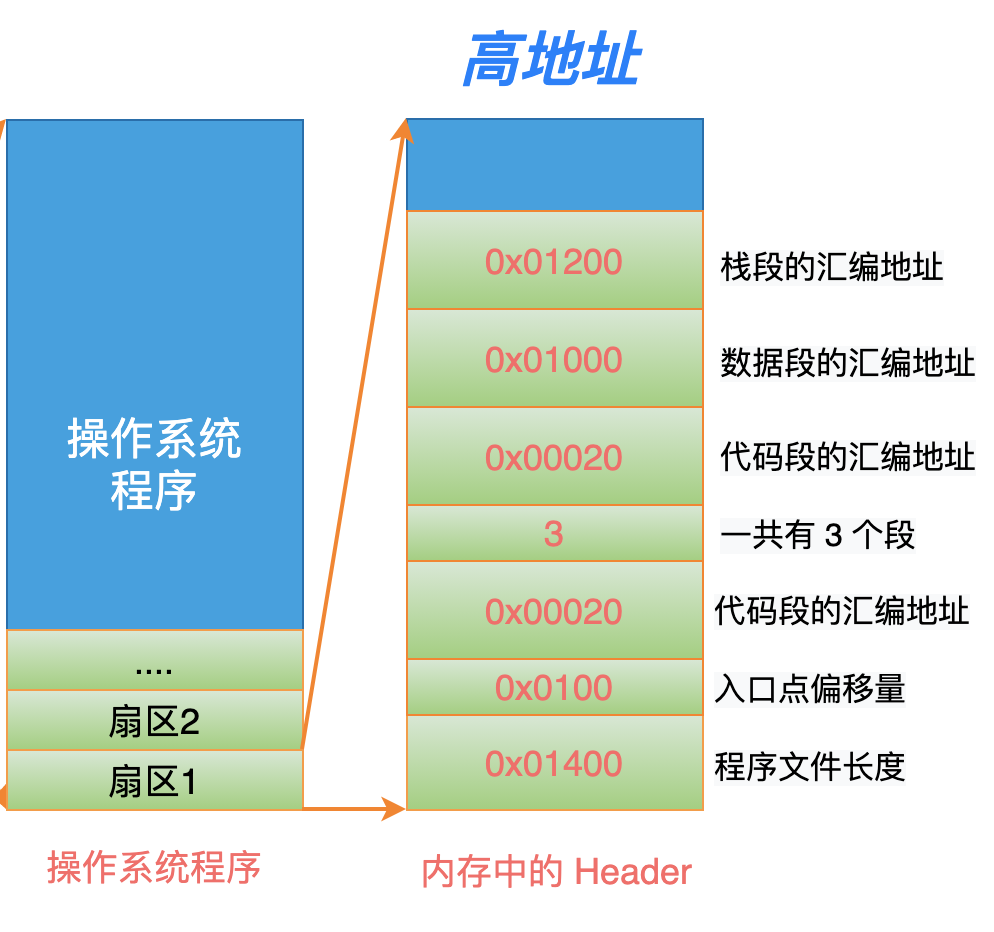 高地址
操作系统
程序
....
扇区2
扇区1
操作系统程序
0x01200
栈段的汇编地址
0x01000
数据段的汇编地址
0x00020
代码段的汇编地址
3
一共有 3 个段
0x00020
代码段的汇编地址
0x0100
入口点偏移量
0x01400
程序文件长度
内存中的 Header